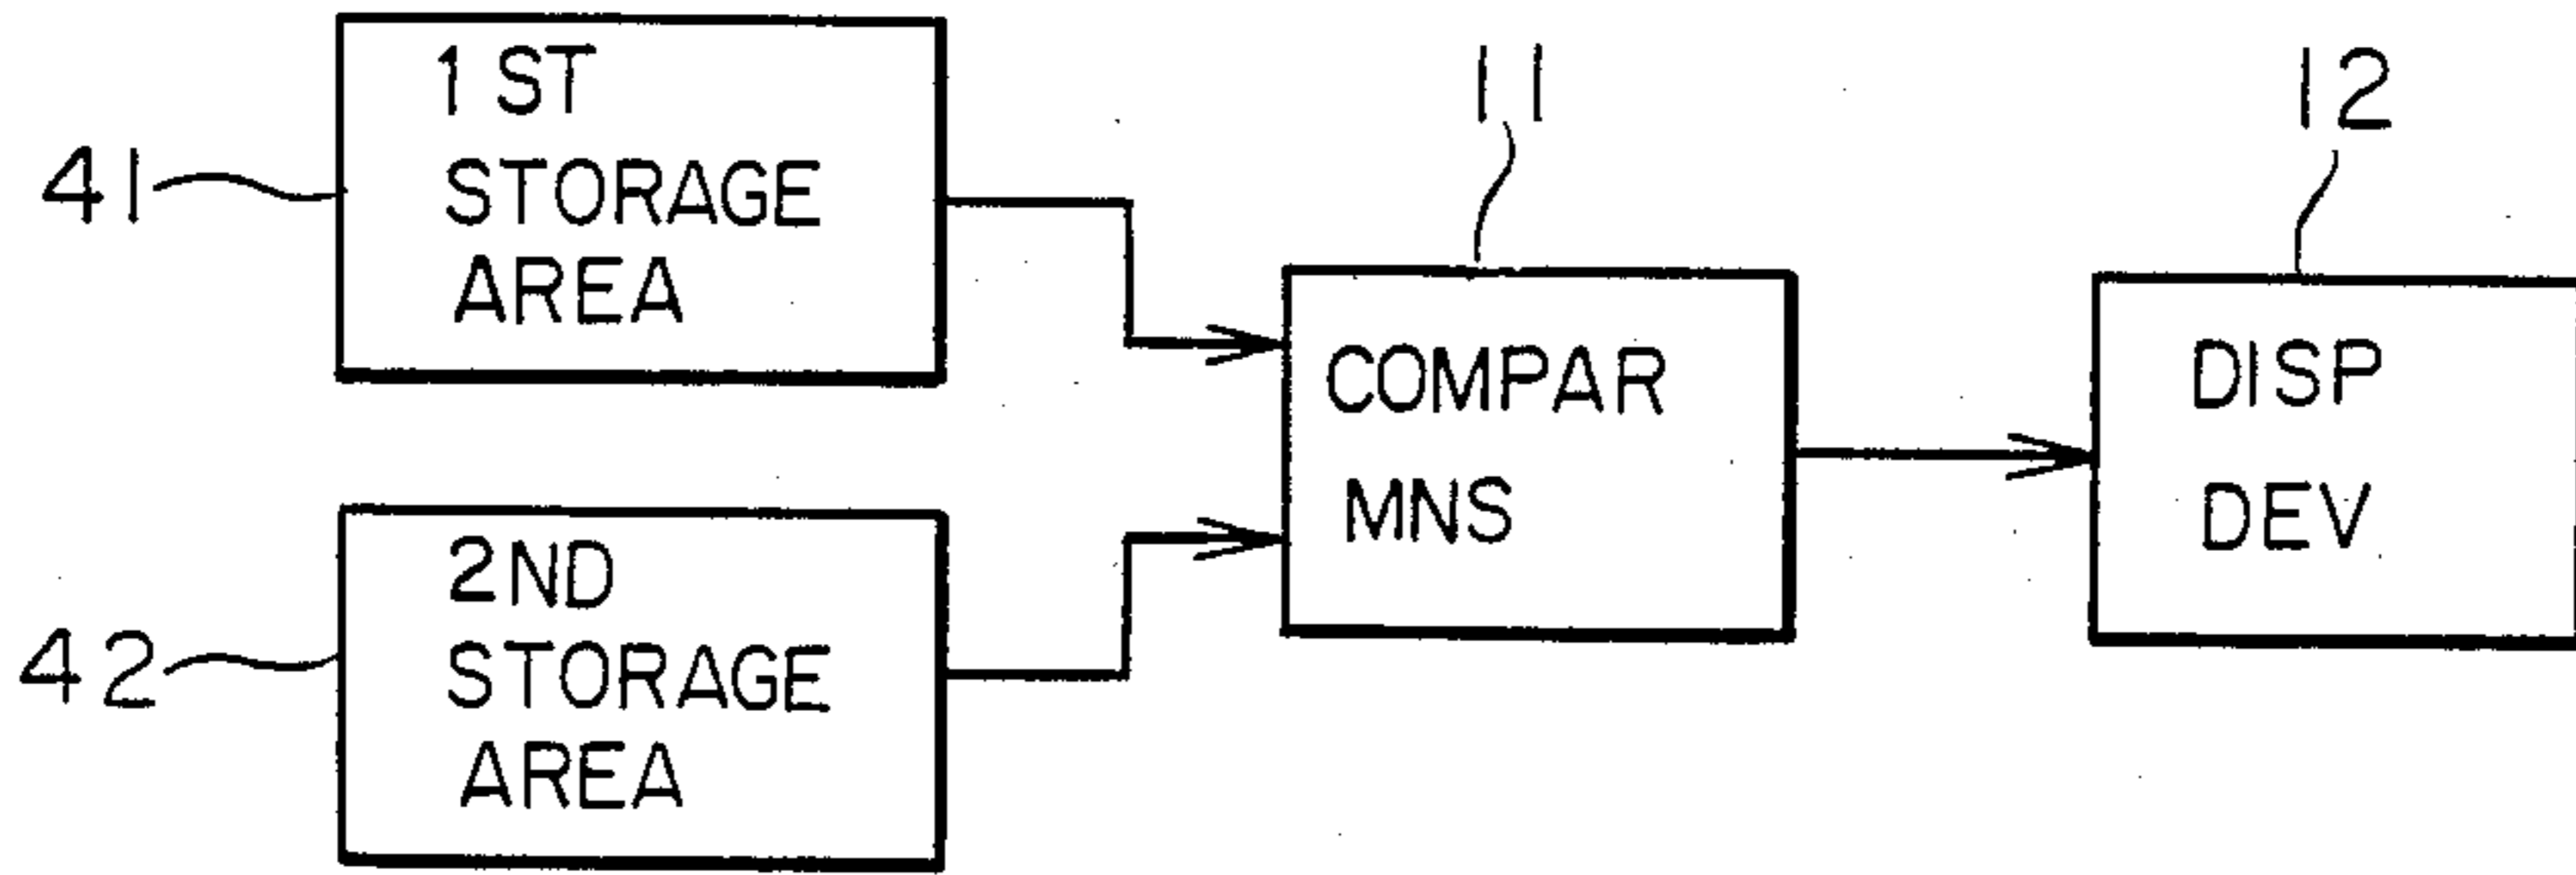 41
1 ST
STORAGE
AREA
42
2ND
STORAGE
AREA
11
COMPAR
MNS
12
DISP
DEV